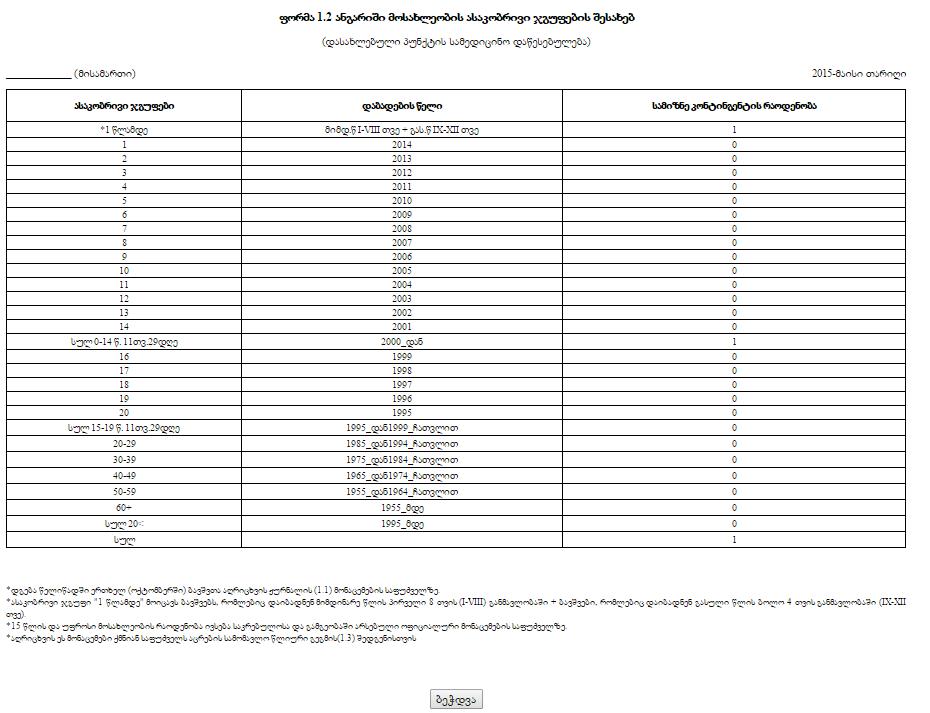 ფორმა 1.2 ანგარიში მოსახლეობის ასაკობრივი ჯგუფების შესახებ
(დასახლებული პუნქტის სამედიცინო დაწესებულება)
_____________ (მისამართი) 2015-მაისი თარიღი
ასაკობრივი ჯგუფები დაბადების წელი სამიზნე კონტინგენტის რაოდენობა
*1 წლამდე მიმდ.წ I-VIII თვე + გას.წ IX-XII თვე 1
1 2014 0
2 2013 0
3 2012 0
4 2011 0
5 2010 0
6 2009 0
7 2008 0
8 2007 0
9 2006 0
10 2005 0
11 2004 0
12 2003 0
13 2002 0
14 2001 0
სულ 0-14 წ. 11თვ.29დღე 2000_დან 1
16 1999 0
17 1998 0
18 1997 0
19 1996 0
20 1995 0
სულ 15-19 წ. 11თვ.29დღე 1995_დან1999_ჩათვლით 0
20-29 1985_დან1994_ჩათვლით 0
30-39 1975_დან1984_ჩათვლით 0
40-49 1965_დან1974_ჩათვლით 0
50-59 1955_დან1964_ჩათვლით 0
60+ 1955_მდე 0
სულ 20< 1995_მდე 0
სულ 1
*დგება წელიწადში ერთხელ (ოქტომბერში) ბავშვთა აღრიცხვის ჟურნალის (1.1) მონაცემების საფუძველზე.
*ასაკობრივი ჯგუფი "1 წლამდე" მოიცავს ბავშვებს, რომლებიც დაიბადნენ მიმდინარე წლის პირველი 8 თვის (I-VIII) განმავლობაში + ბავშვები, რომლებიც დაიბადნენ გასული წლის ბოლო 4 თვის განმავლობაში (IX-XII
თვე).
*15 წლის და უფროსი მოსახლეობის რაოდენობა ივსება საკრებულოსა და გამგეობაში არსებული ოფიციალური მონაცემების საფუძველზე.
*აღრიცხვის ეს მონაცემები ქმნიან საფუძველს აცრების სამომავლო წლიური გეგმის(1.3) შედგენისთვის
ბეჭდვა